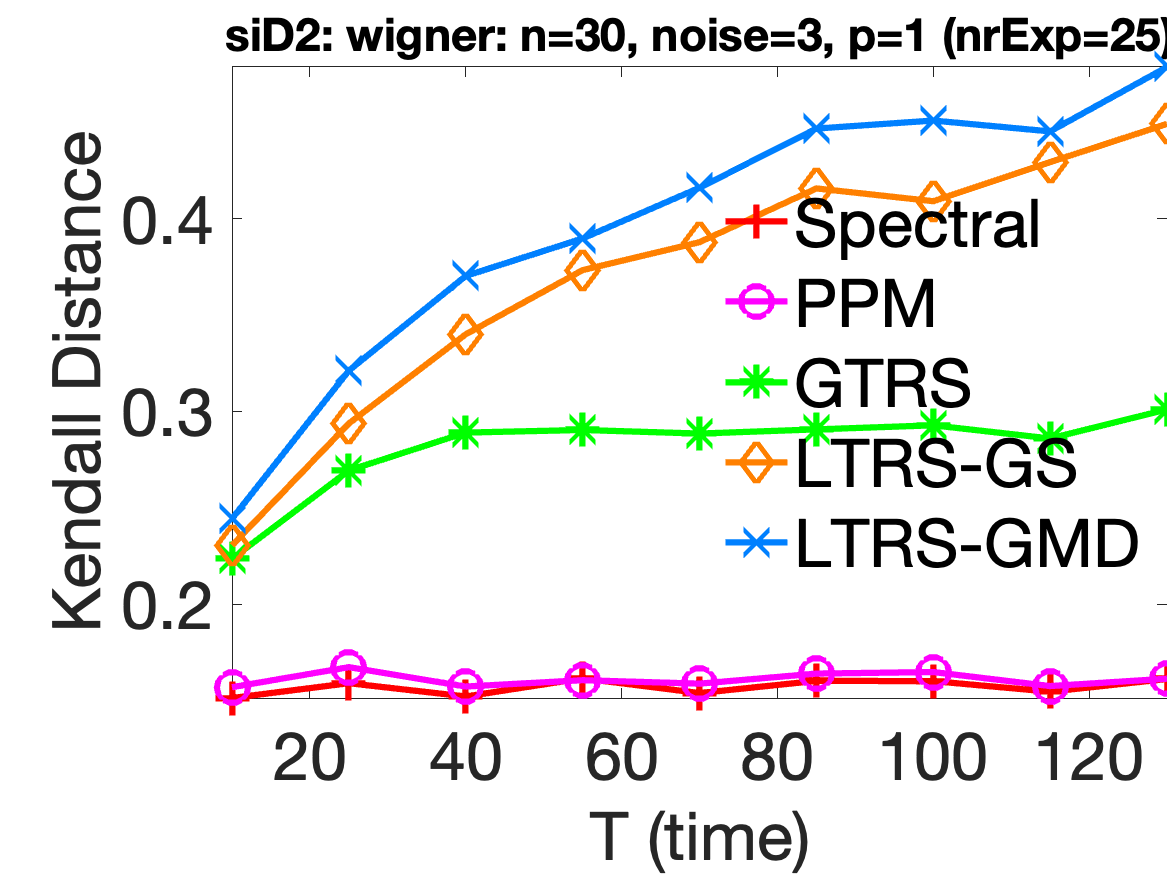 siD2: wigner: n=30, noise=3, p=1 (nrExp=25)
Kendall Distance
0.4
0.3
0.2
Spectral
PPM
GTRS
LTRS-GS
LTRS-GMD
20 40 60 80 100 120
T (time)